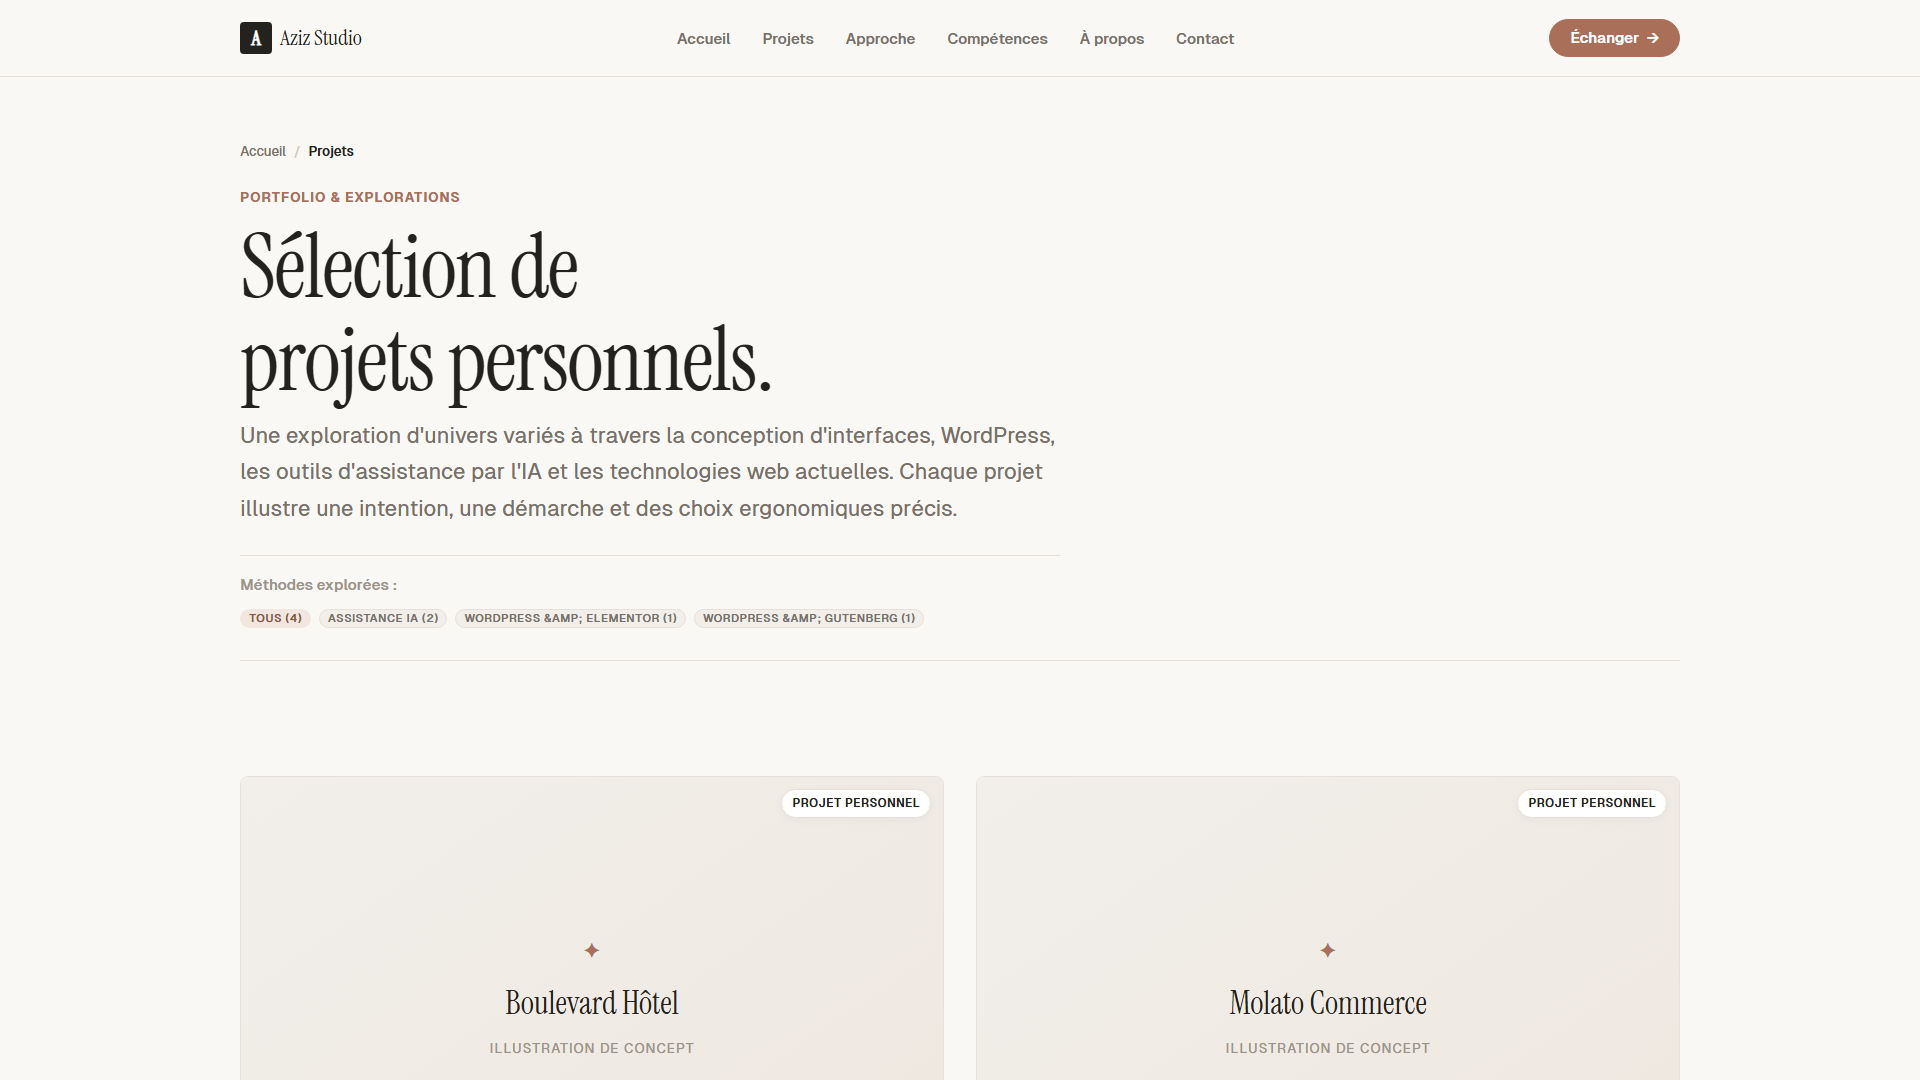 A Aziz Studio
Accueil Projets Approche Compétences À propos Contact
Échanger →
Accueil / Projets
PORTFOLIO & EXPLORATIONS
Sélection de
projets personnels.
Une exploration d'univers variés à travers la conception d'interfaces, WordPress,
les outils d'assistance par l'IA et les technologies web actuelles. Chaque projet
illustre une intention, une démarche et des choix ergonomiques précis.
Méthodes explorées :
TOUS (4) ASSISTANCE IA (2) WORDPRESS &AMP; ELEMENTOR (1) WORDPRESS &AMP; GUTENBERG (1)
PROJET PERSONNEL
Boulevard Hôtel
ILLUSTRATION DE CONCEPT
PROJET PERSONNEL
Molato Commerce
ILLUSTRATION DE CONCEPT